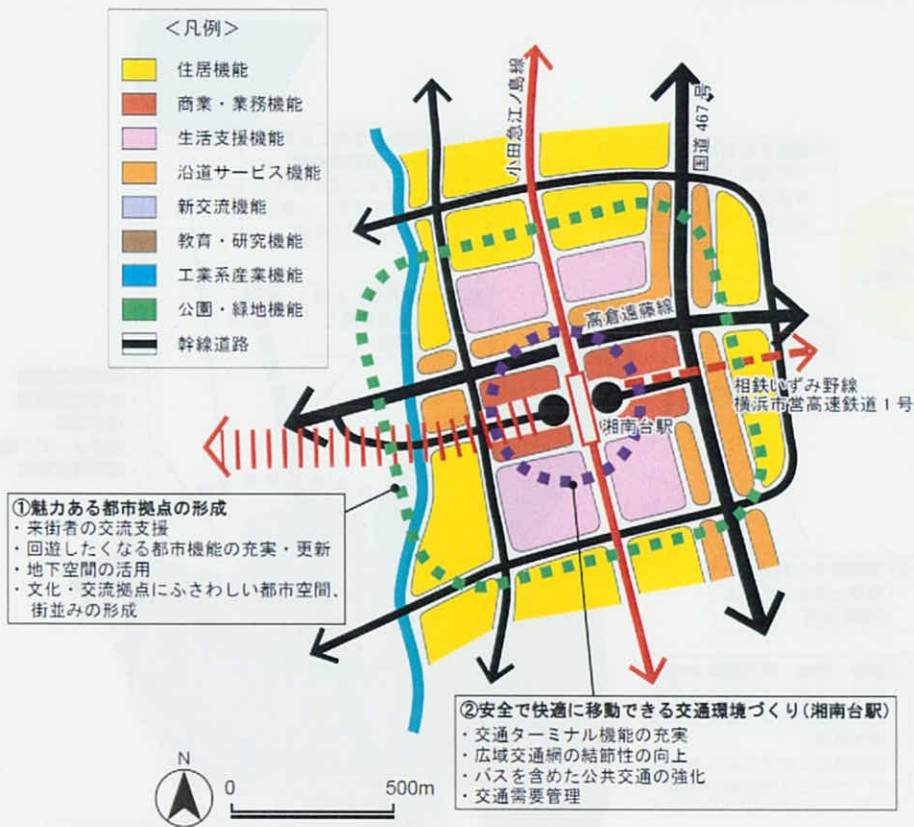 <凡例>
住居機能
商業・業務機能
生活支援機能
沿道サービス機能
新交流機能
教育・研究機能
工業系産業機能
公園・緑地機能
幹線道路
小田急江ノ島線
国道467号
高倉遠藤線
相鉄いずみ野線
横浜市営高速鉄道1号
湘南台駅
①魅力ある都市拠点の形成
・来街者の交流支援
・回遊したくなる都市機能の充実・更新
・地下空間の活用
・文化・交流拠点にふさわしい都市空間、
街並みの形成
②安全で快適に移動できる交通環境づくり(湘南台駅)
・交通ターミナル機能の充実
・広域交通網の結節性の向上
・バスを含めた公共交通の強化
・交通需要管理
N
0 500m